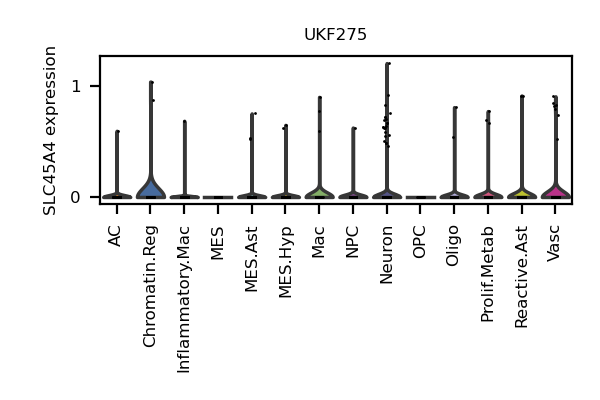 UKF275
SLC45A4 expression
1
0
AC
Chromatin.Reg
Inflammatory.Mac
MES
MES.Ast
MES.Hyp
Mac
NPC
Neuron
OPC
Oligo
Prolif.Metab
Reactive.Ast
Vasc